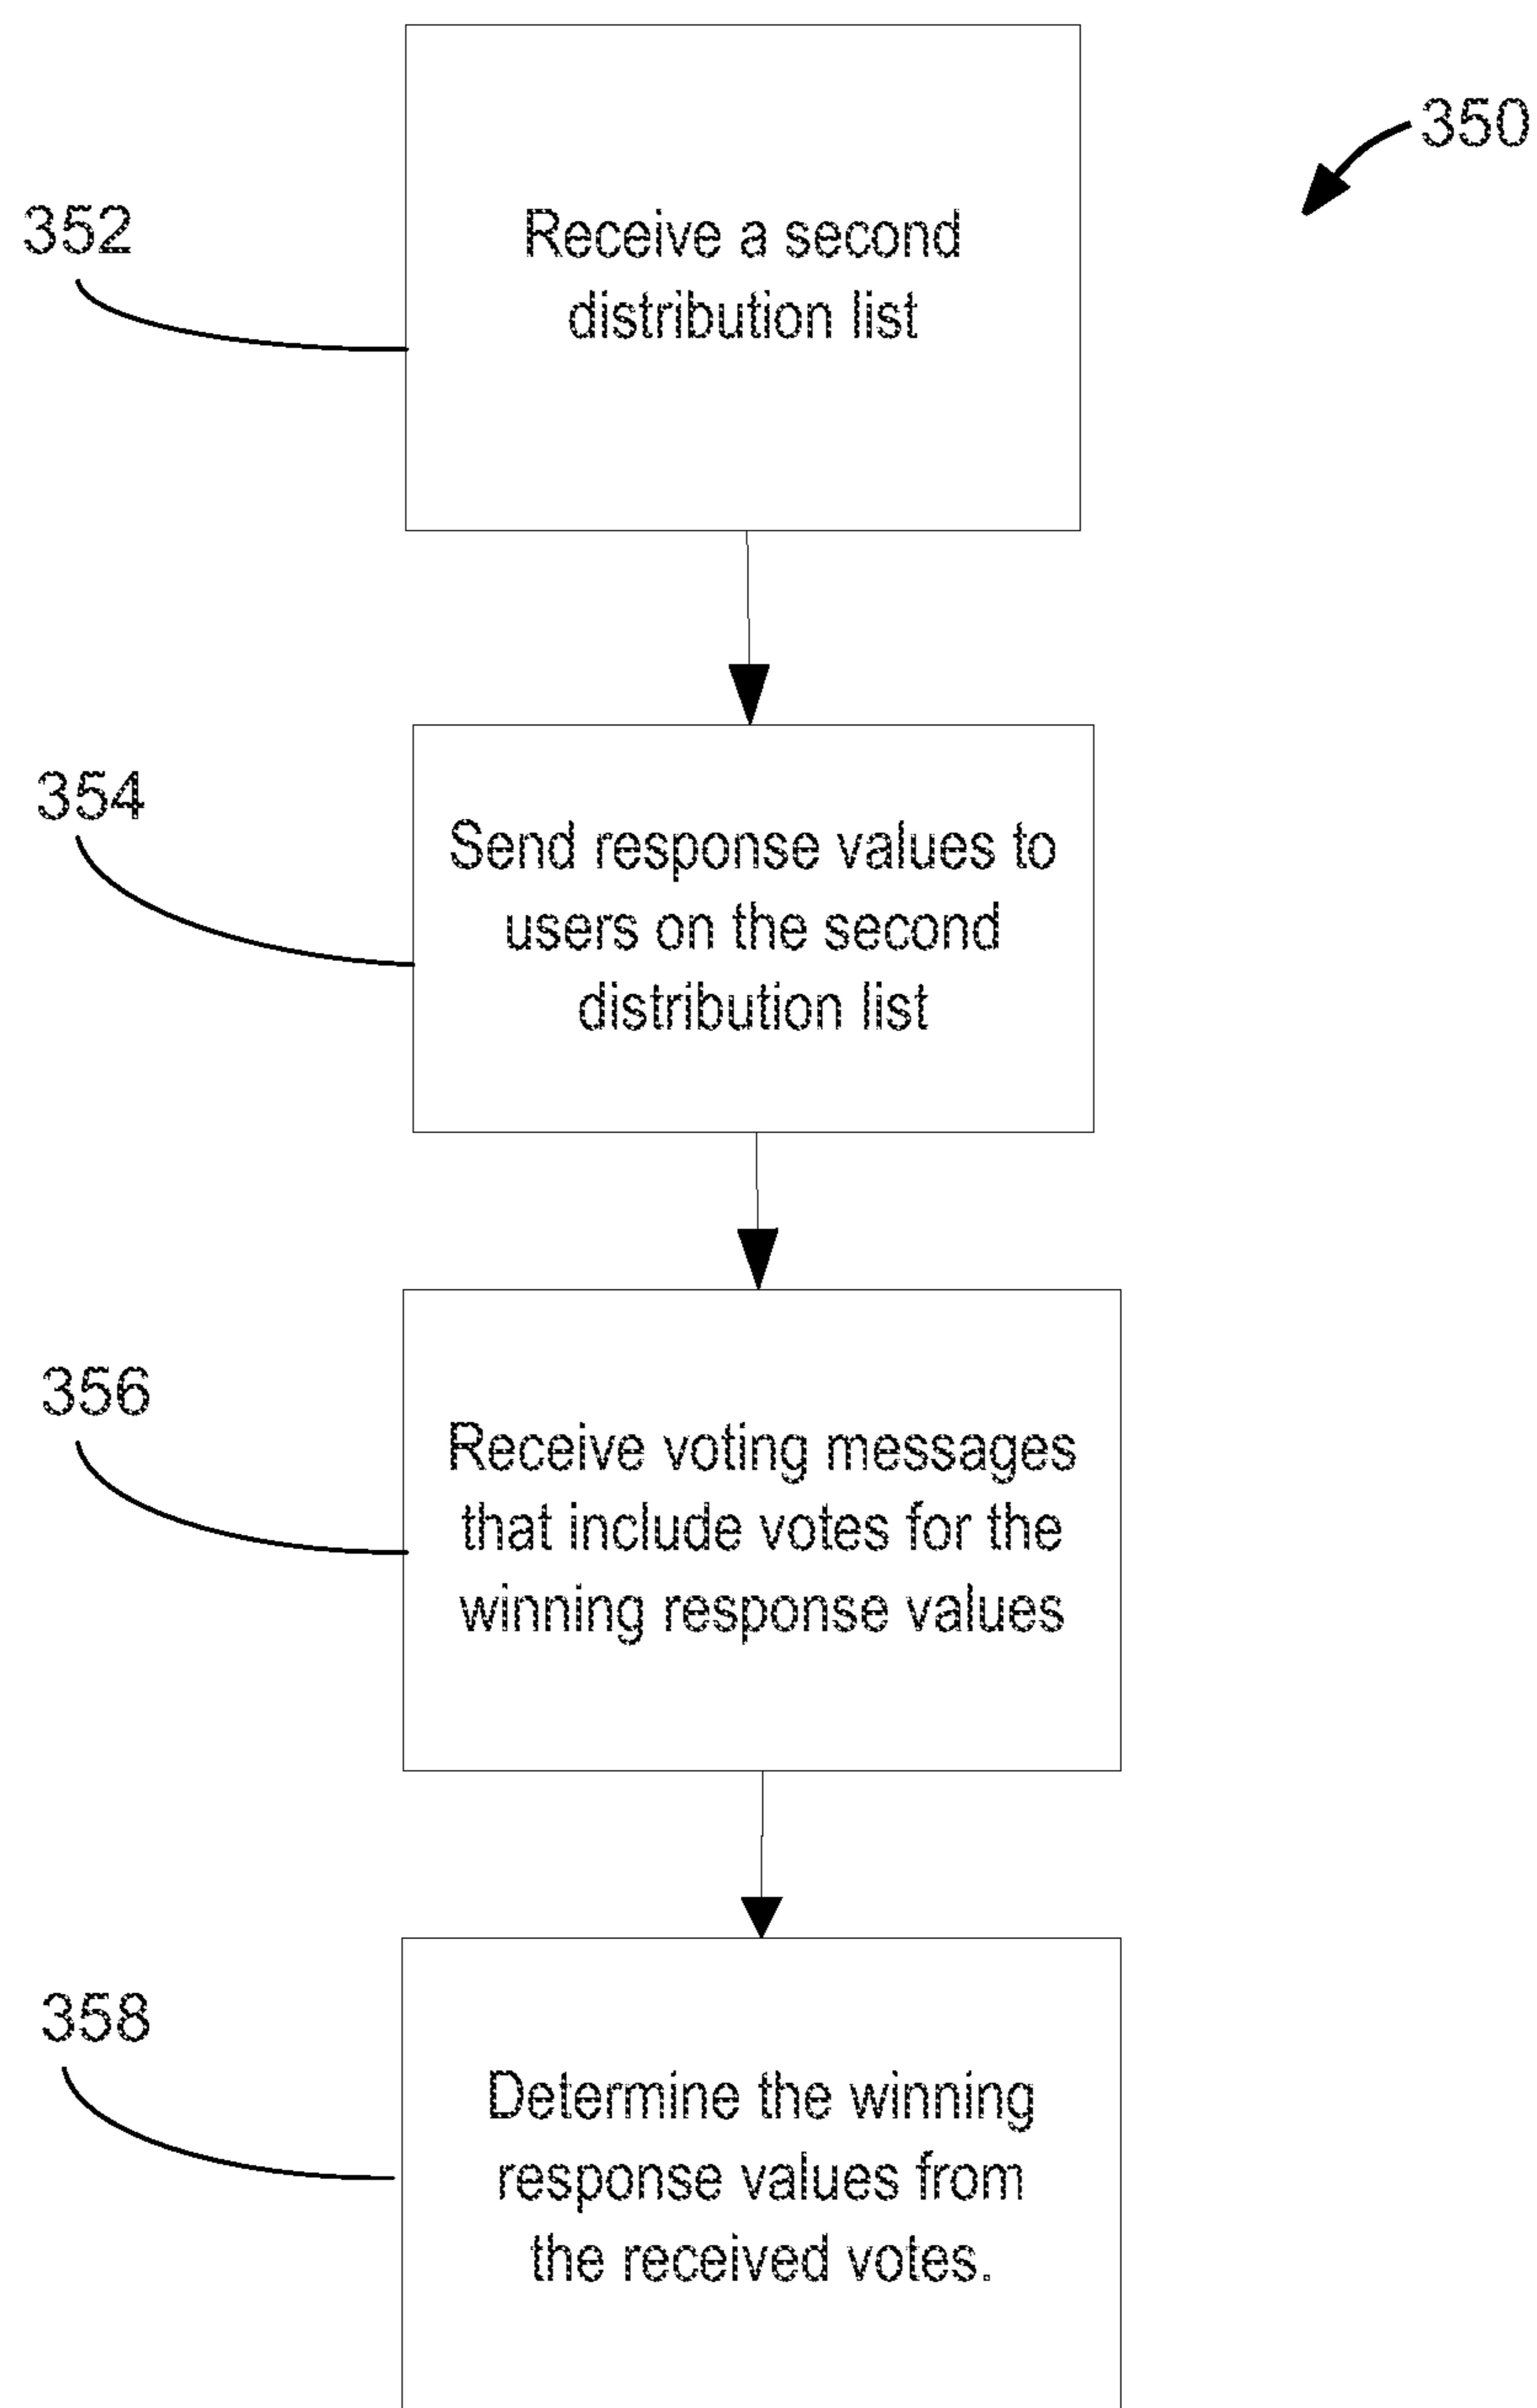 350
352
Receive a second
distribution list
354
Send response values to
users on the second
distribution list
356
Receive voting messages
that include votes for the
winning response values
358
Determine the winning
response values from
the received votes.